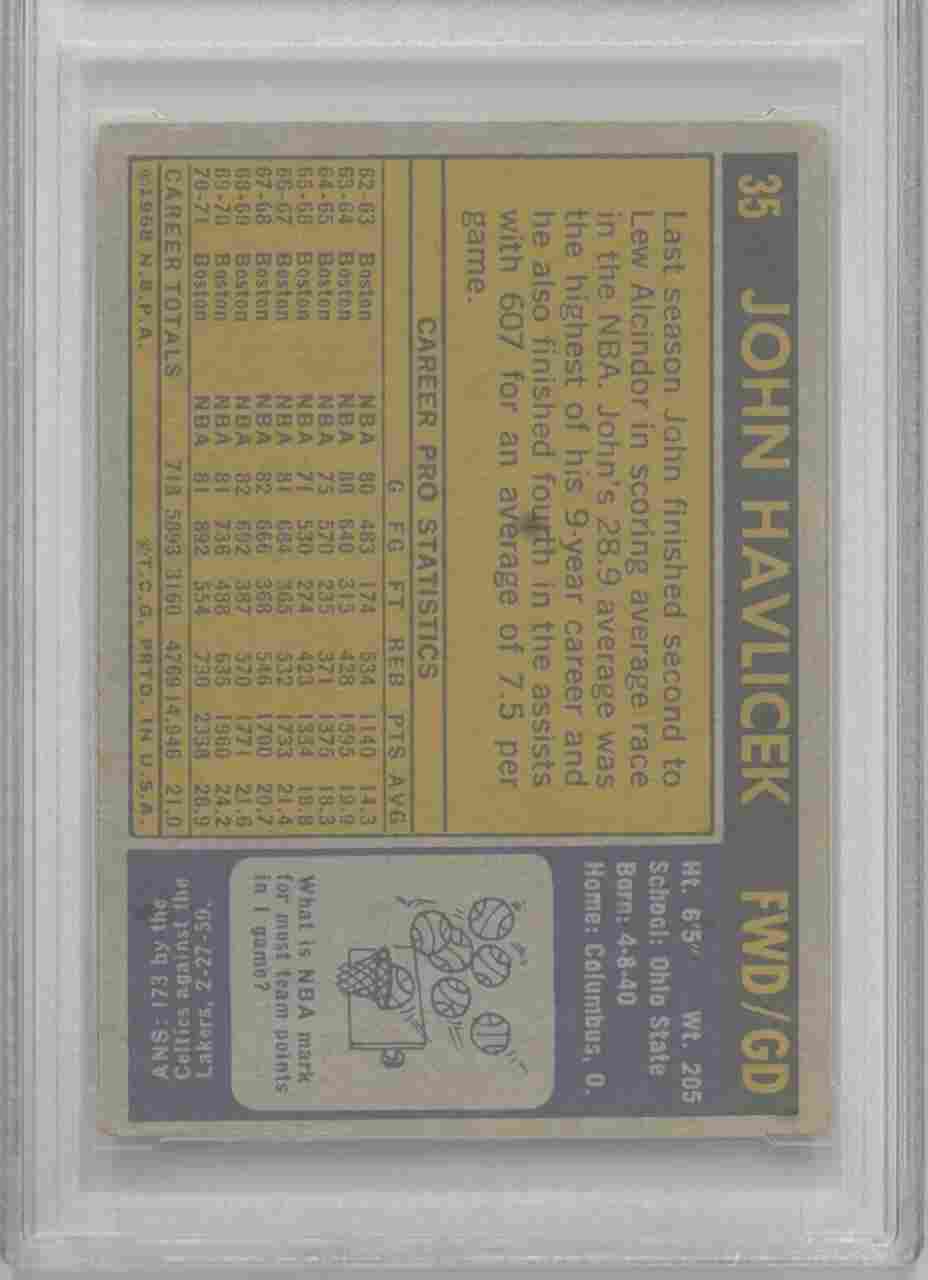 35 JOHN HAVLICEK FWD/GD
Last season John finished second to
Lew Alcindor in scoring average race
in the NBA. John's 28.9 average was
the highest of his 9-year career and
he also finished fourth in the assists
with 607 for an average of 7.5 per
game.
CAREER PRO STATISTICS
G FG FT REB PTS AVG
62-63 Boston NBA 80 483 174 534 1140 14.3
63-64 Boston NBA 80 640 315 428 1595 19.9
64-65 Boston NBA 75 570 235 371 1375 18.3
65-66 Boston NBA 71 530 274 423 1334 18.8
66-67 Boston NBA 81 684 365 532 1733 21.4
67-68 Boston NBA 82 666 368 546 1700 20.7
68-69 Boston NBA 82 692 387 570 1771 21.6
69-70 Boston NBA 81 736 488 635 1960 24.2
70-71 Boston NBA 81 892 554 730 2338 28.9
CAREER TOTALS 718 5893 3160 4769 14,946 21.0
©1968 N.B.P.A. ©T.C.G. PRTD. IN U.S.A.
Ht. 6'5" Wt. 205
School: Ohio State
Born: 4-8-40
Home: Columbus, O.
What is NBA mark
for most team points
in 1 game?
ANS: 173 by the
Celtics against the
Lakers, 2-27-59.